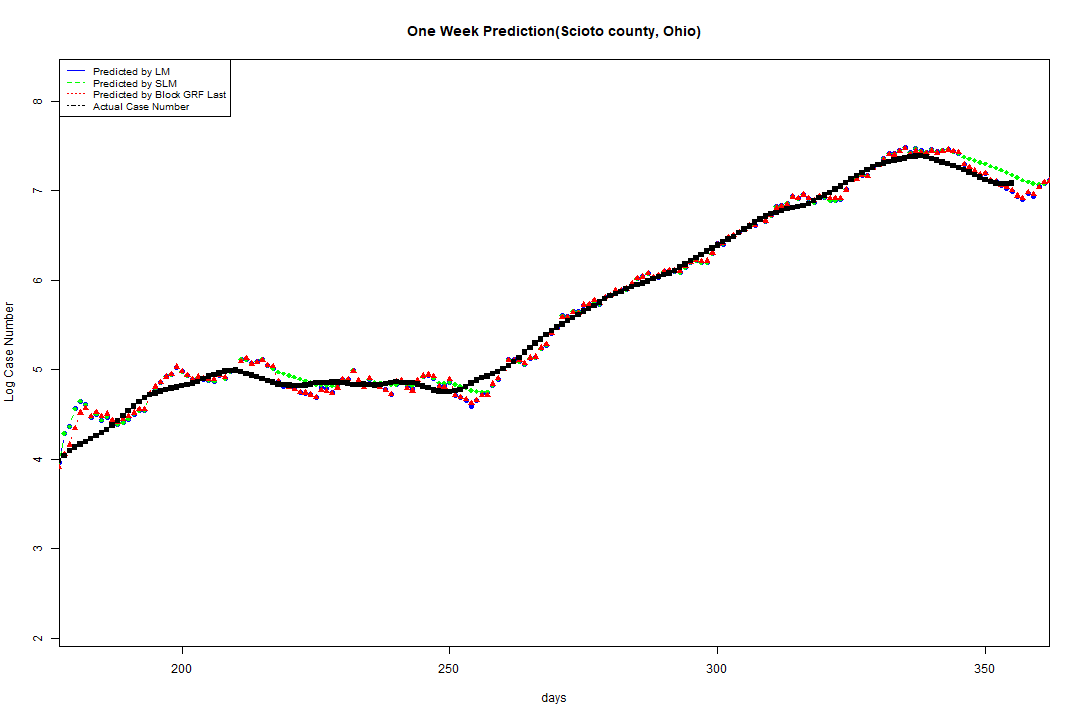 One Week Prediction(Scioto county, Ohio)
Predicted by LM
Predicted by SLM
Predicted by Block GRF Last
Actual Case Number
8
7
6
5
4
3
2
Log Case Number
200 250 300 350
days